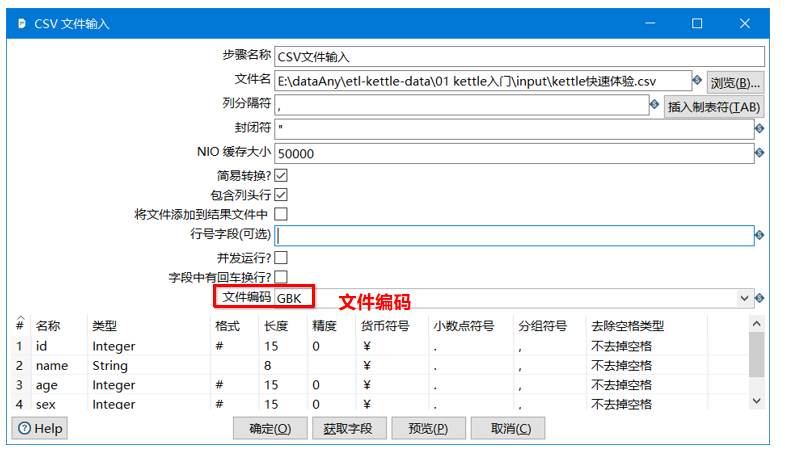 CSV 文件输入
步骤名称 CSV文件输入
文件名 E:\dataAny\etl-kettle-data\01 kettle入门\input\kettle快速体验.csv 浏览(B)...
列分隔符 , 插入制表符(TAB)
封闭符 "
NIO 缓存大小 50000
简易转换?
包含列头行
将文件添加到结果文件中
行号字段(可选)
并发运行?
字段中有回车换行?
文件编码 GBK 文件编码
# 名称 类型 格式 长度 精度 货币符号 小数点符号 分组符号 去除空格类型
1 id Integer # 15 0 ¥ . , 不去掉空格
2 name String 8 ¥ . , 不去掉空格
3 age Integer # 15 0 ¥ . , 不去掉空格
4 sex Integer # 15 0 ¥ . , 不去掉空格
Help 确定(O) 获取字段 预览(P) 取消(C)